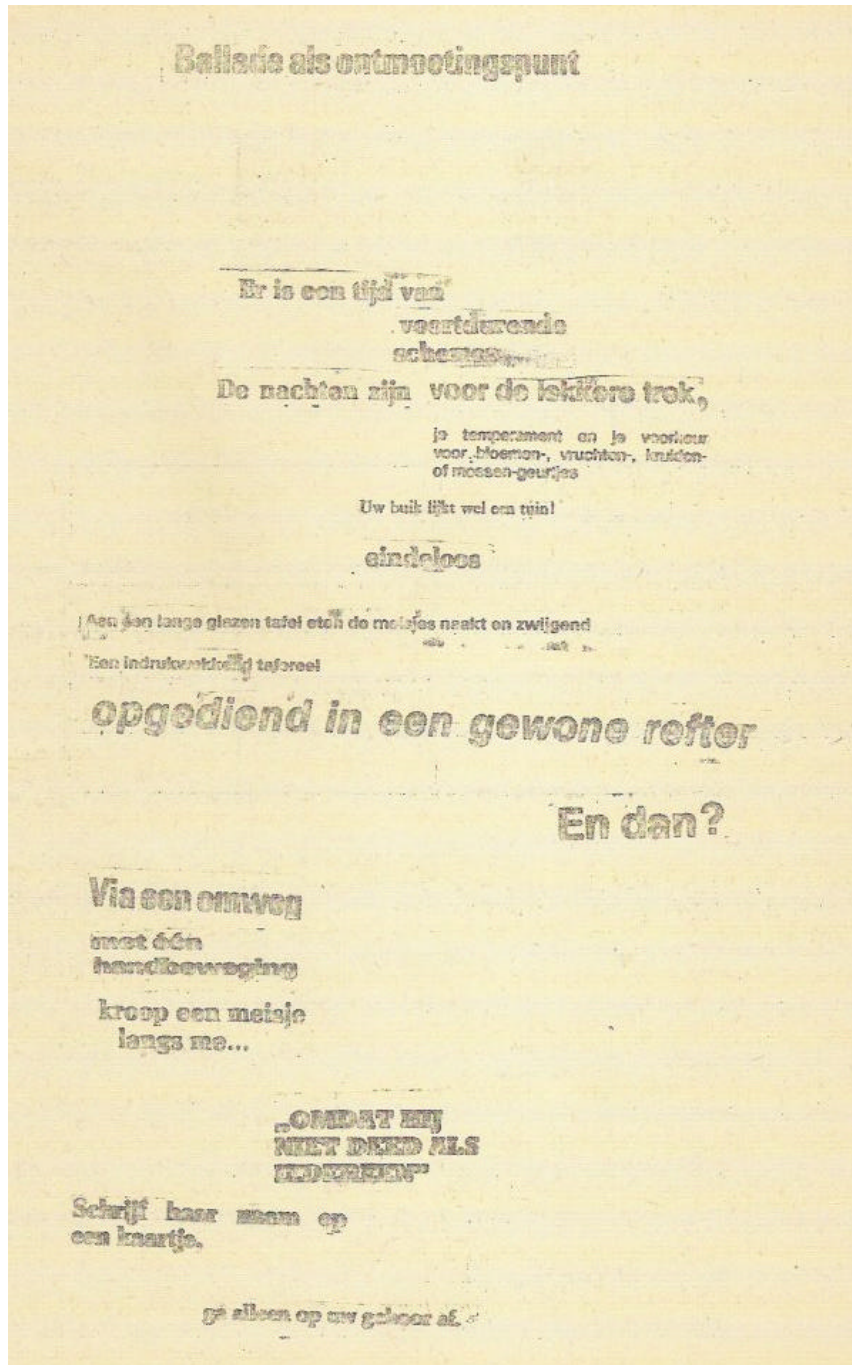 Ballade als ontmoetingspunt
Er is een tijd van
voortdurende
De nachten zijn voor de lekkere trek,
je temperament en je voorkeur
voor bloemen-, vruchten-, kruiden-
of mossen-geurtjes
Uw buik lijkt wel een tuin!
eindeloos
Aan een lange glazen tafel eten de meisjes naakt en zwijgend
Een indrukwekkend tafereel
opgediend in een gewone refter
En dan?
Via een omweg
met één
handbeweging
kroop een meisje
langs me...
„OMDAT HIJ
NIET DEED ALS
IEDEREEN"
Schrijf haar naam op
een kaartje.
ga alleen op uw gehoor af.